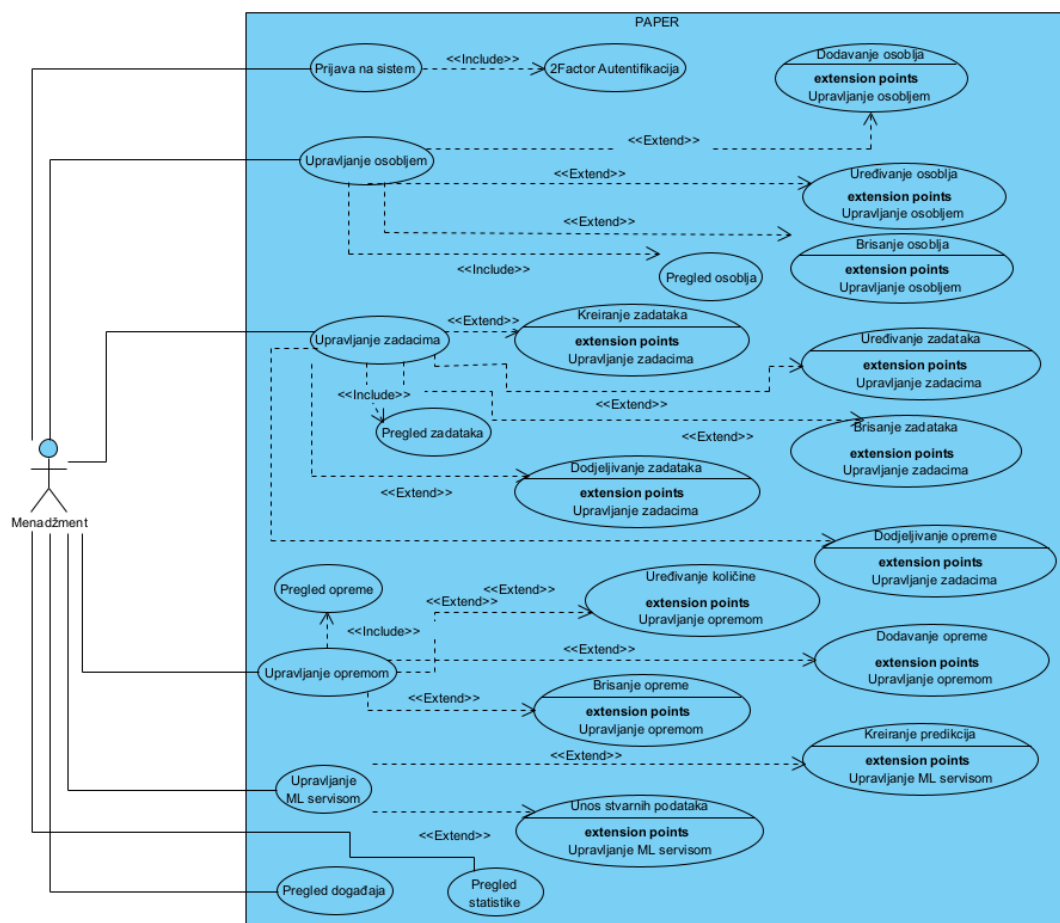 PAPER
Prijava na sistem
<<Include>>
2Factor Autentifikacija
Dodavanje osoblja
extension points
Upravljanje osobljem
<<Extend>>
Upravljanje osobljem
<<Extend>>
Uređivanje osoblja
extension points
Upravljanje osobljem
<<Extend>>
Brisanje osoblja
extension points
Upravljanje osobljem
<<Include>>
Pregled osoblja
Upravljanje zadacima
<<Extend>>
Kreiranje zadataka
extension points
Upravljanje zadacima
Uređivanje zadataka
extension points
Upravljanje zadacima
<<Include>>
Pregled zadataka
<<Extend>>
<<Extend>>
Brisanje zadataka
extension points
Upravljanje zadacima
<<Extend>>
Dodjeljivanje zadataka
extension points
Upravljanje zadacima
Menadžment
Dodjeljivanje opreme
extension points
Upravljanje zadacima
Pregled opreme
<<Extend>>
<<Extend>>
Uređivanje količine
extension points
Upravljanje opremom
<<Include>>
Upravljanje opremom
<<Extend>>
Dodavanje opreme
extension points
Upravljanje opremom
<<Extend>>
Brisanje opreme
extension points
Upravljanje opremom
<<Extend>>
Kreiranje predikcija
extension points
Upravljanje ML servisom
Upravljanje
ML servisom
Unos stvarnih podataka
extension points
Upravljanje ML servisom
<<Extend>>
Pregled događaja
Pregled
statistike